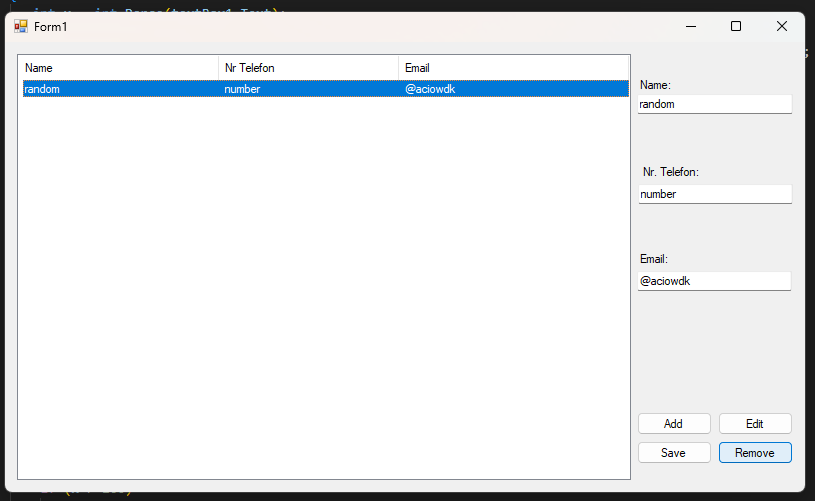 Form1
Name Nr Telefon Email
random number @aciowdk
Name:
random
Nr. Telefon:
number
Email:
@aciowdk
Add Edit
Save Remove